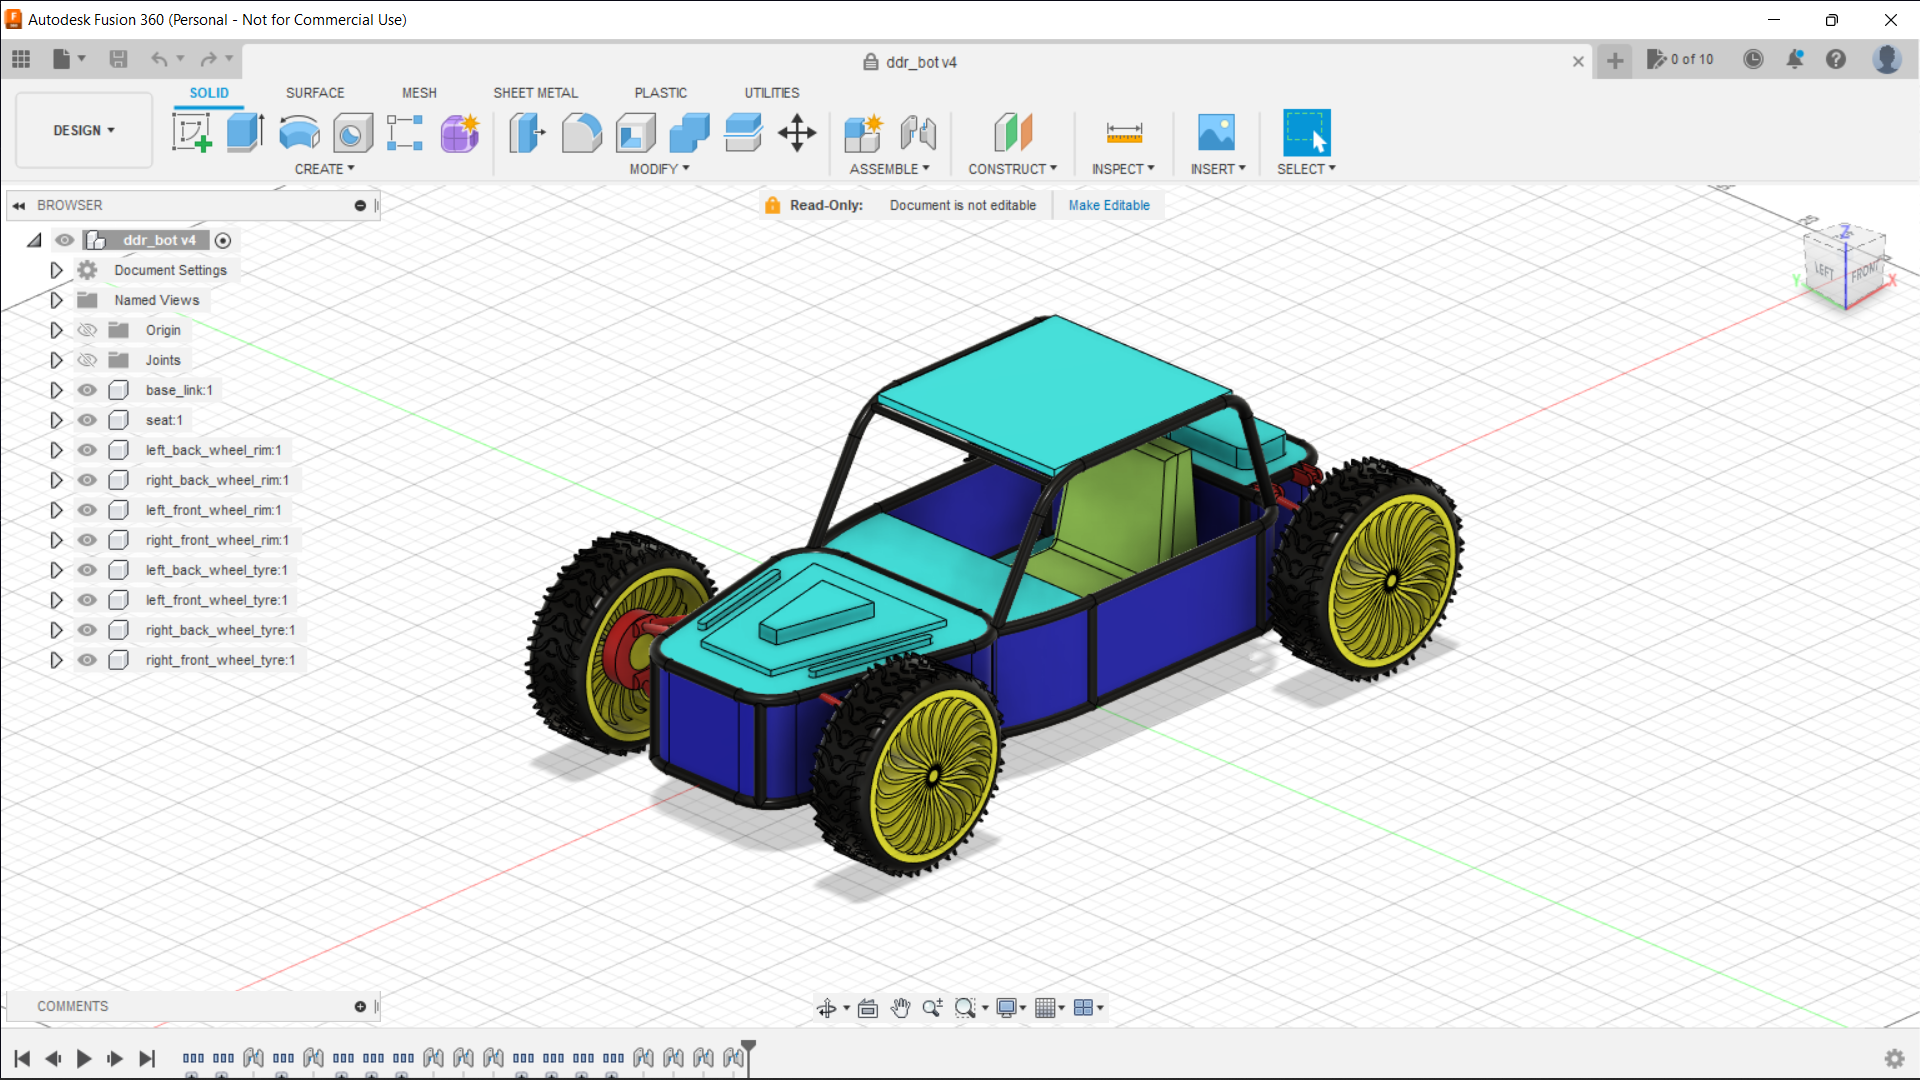 Autodesk Fusion 360 (Personal - Not for Commercial Use)
ddr_bot v4
0 of 10
SOLID SURFACE MESH SHEET METAL PLASTIC UTILITIES
DESIGN
CREATE MODIFY ASSEMBLE CONSTRUCT INSPECT INSERT SELECT
BROWSER
Read-Only: Document is not editable Make Editable
ddr_bot v4
Document Settings
Named Views
Origin
Joints
base_link:1
seat:1
left_back_wheel_rim:1
right_back_wheel_rim:1
left_front_wheel_rim:1
right_front_wheel_rim:1
left_back_wheel_tyre:1
left_front_wheel_tyre:1
right_back_wheel_tyre:1
right_front_wheel_tyre:1
Z
LEFT FRONT
Y X
COMMENTS